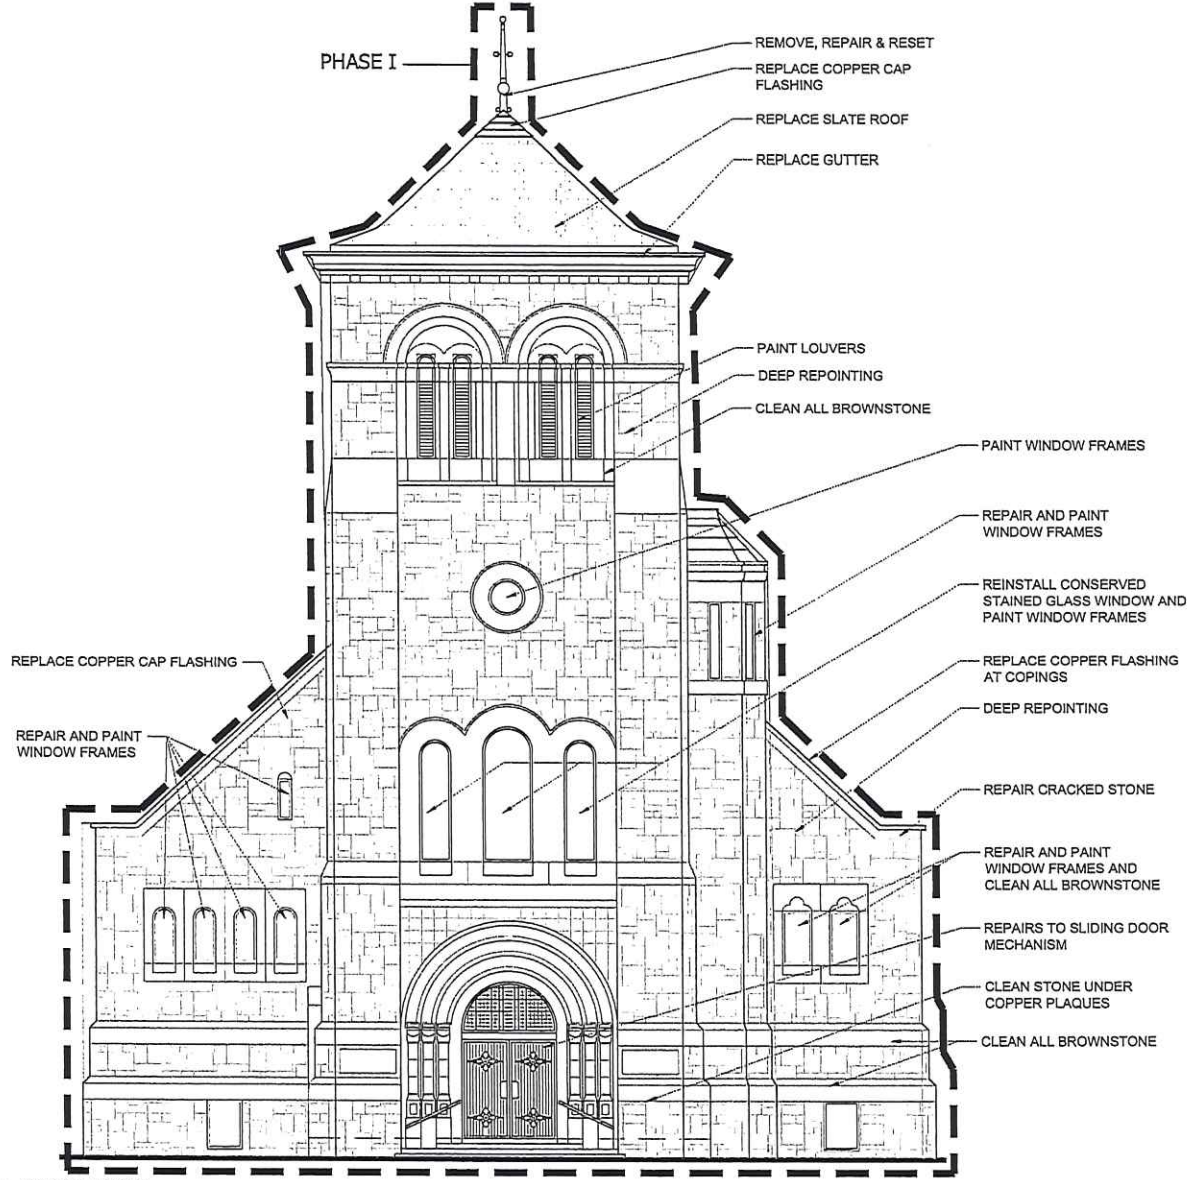 PHASE I
REMOVE, REPAIR & RESET
REPLACE COPPER CAP
FLASHING
REPLACE SLATE ROOF
REPLACE GUTTER
PAINT LOUVERS
DEEP REPOINTING
CLEAN ALL BROWNSTONE
PAINT WINDOW FRAMES
REPAIR AND PAINT
WINDOW FRAMES
REINSTALL CONSERVED
STAINED GLASS WINDOW AND
PAINT WINDOW FRAMES
REPLACE COPPER CAP FLASHING
REPLACE COPPER FLASHING
AT COPINGS
DEEP REPOINTING
REPAIR AND PAINT
WINDOW FRAMES
REPAIR CRACKED STONE
REPAIR AND PAINT
WINDOW FRAMES AND
CLEAN ALL BROWNSTONE
REPAIRS TO SLIDING DOOR
MECHANISM
CLEAN STONE UNDER
COPPER PLAQUES
CLEAN ALL BROWNSTONE